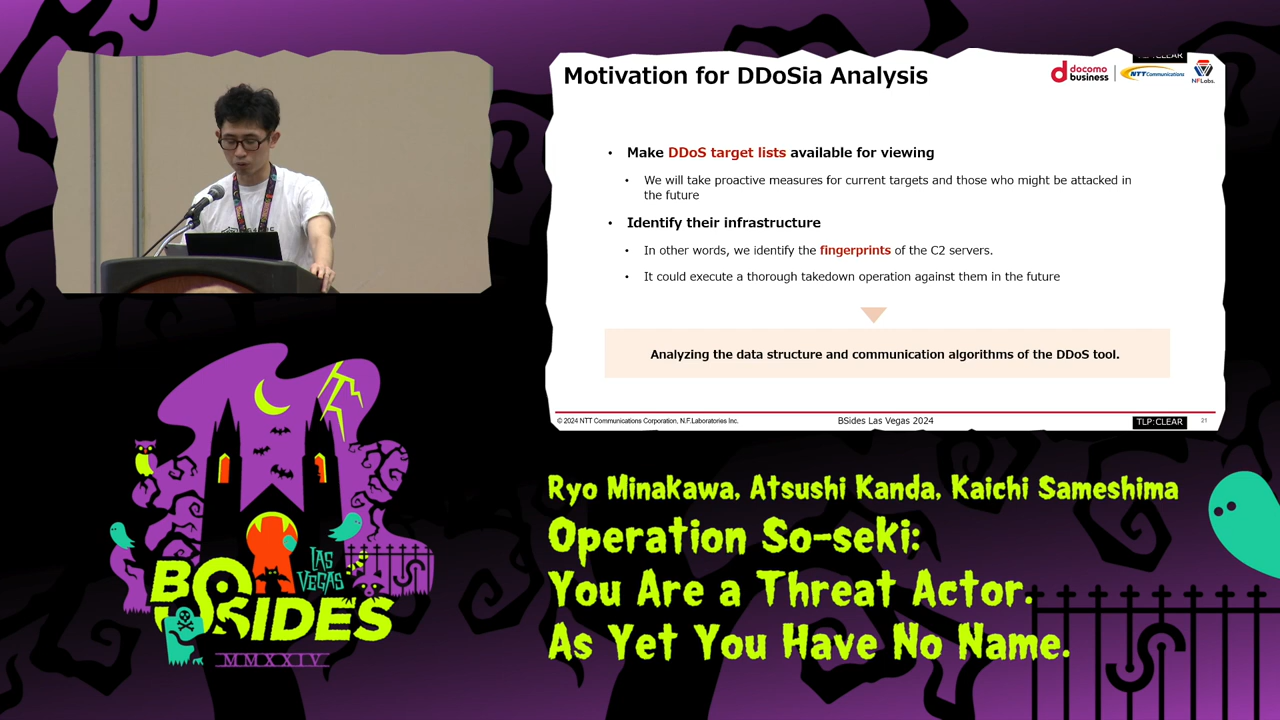 Motivation for DDoSia Analysis
TLP:CLEAR
docomo
business
NTT Communications
NFLabs.
• Make DDoS target lists available for viewing
• We will take proactive measures for current targets and those who might be attacked in
the future
• Identify their infrastructure
• In other words, we identify the fingerprints of the C2 servers.
• It could execute a thorough takedown operation against them in the future
Analyzing the data structure and communication algorithms of the DDoS tool.
© 2024 NTT Communications Corporation, N.F.Laboratories Inc.
BSides Las Vegas 2024
TLP:CLEAR
21
LAS
VEGAS
BSIDES
MMXXIV
Ryo Minakawa, Atsushi Kanda, Kaichi Sameshima
Operation So-seki:
You Are a Threat Actor.
As Yet You Have No Name.